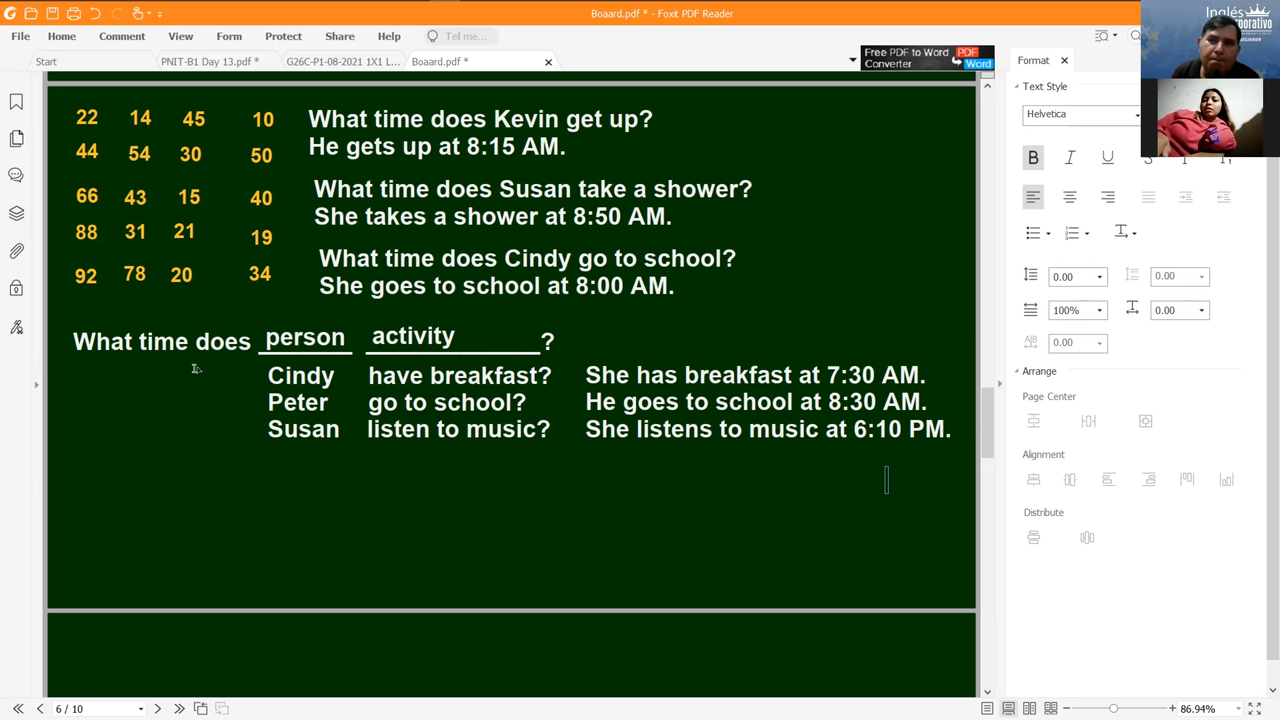 Boaard.pdf * - Foxit PDF Reader
File Home Comment View Form Protect Share Help Tell me...
Start PNIT-B1 Day 13.pdf * G26C-P1-08-2021 1X1 L... Boaard.pdf *
Free PDF to Word Converter PDF Word
Inglés
BEGINNER
Format
Text Style
Helvetica
B I U
0.00 0.00
100% 0.00
Arrange
Page Center
Alignment
Distribute
22 14 45 10
44 54 30 50
66 43 15 40
88 31 21 19
92 78 20 34
What time does Kevin get up?
He gets up at 8:15 AM.
What time does Susan take a shower?
She takes a shower at 8:50 AM.
What time does Cindy go to school?
She goes to school at 8:00 AM.
What time does person activity ?
Cindy have breakfast? She has breakfast at 7:30 AM.
Peter go to school? He goes to school at 8:30 AM.
Susan listen to music? She listens to music at 6:10 PM.
6 / 10
86.94%